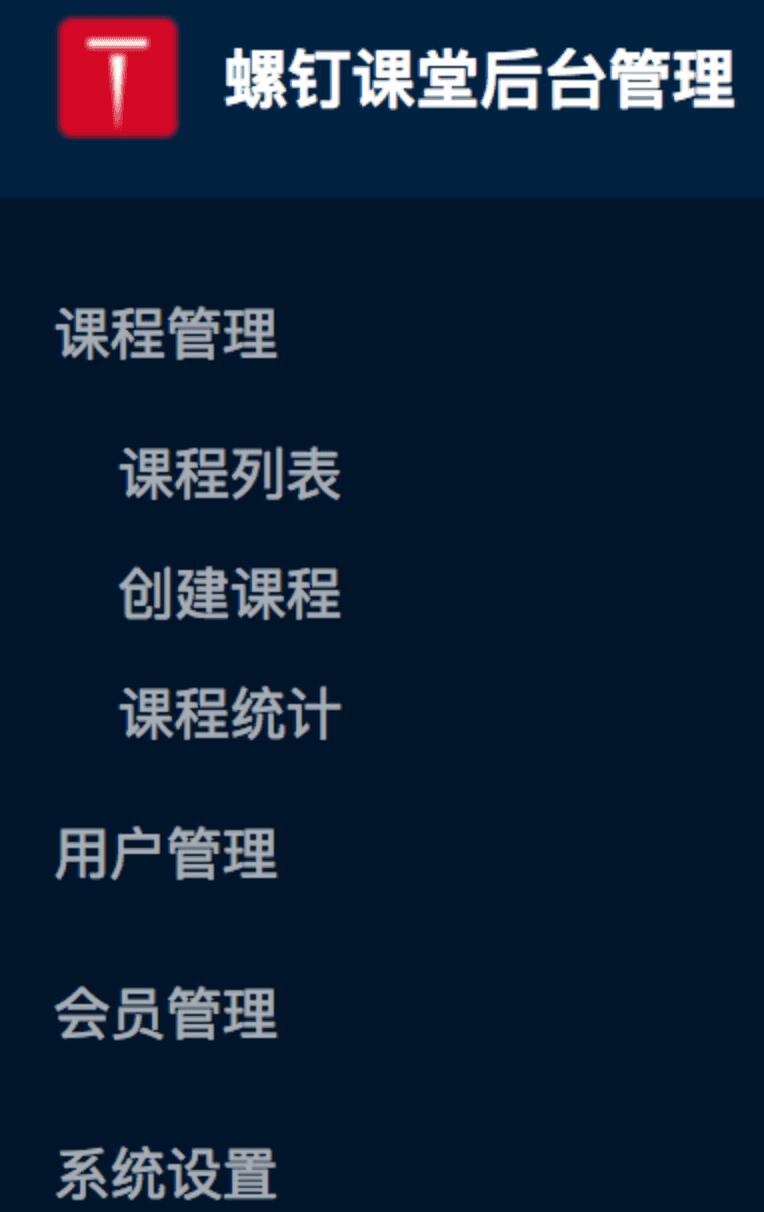 螺钉课堂后台管理
课程管理
课程列表
创建课程
课程统计
用户管理
会员管理
系统设置